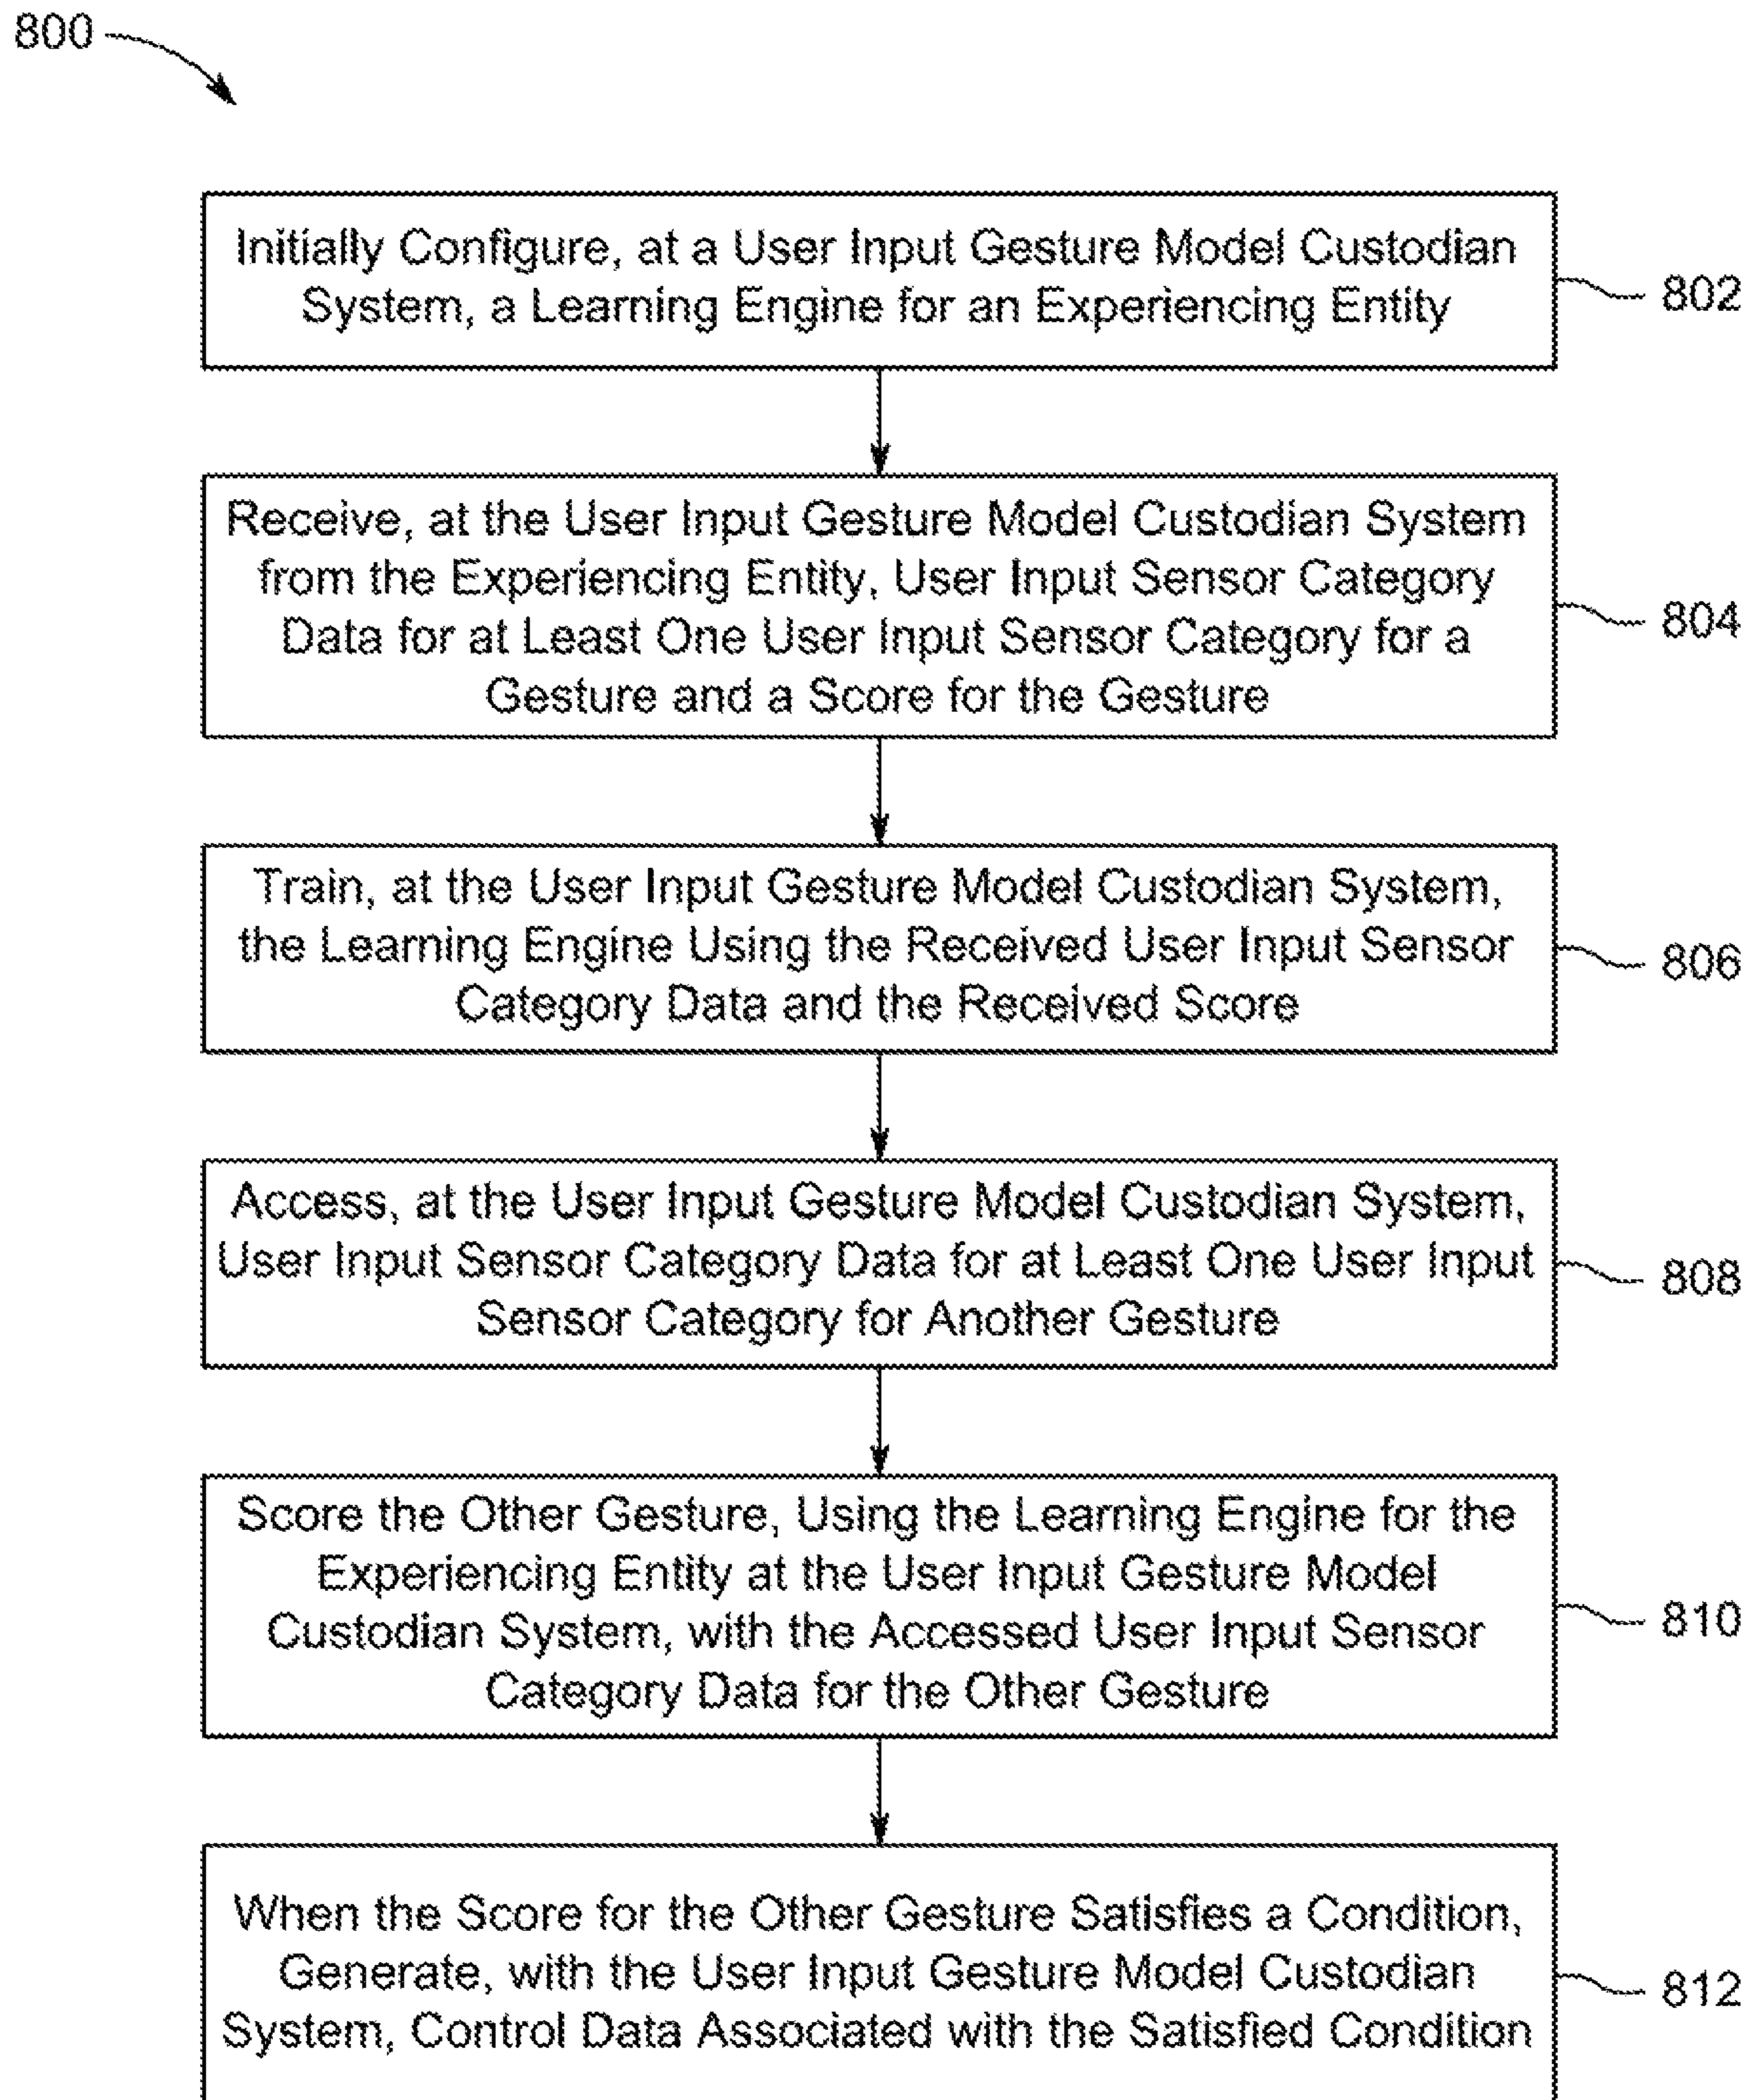 800
Initially Configure, at a User Input Gesture Model Custodian
System, a Learning Engine for an Experiencing Entity
802
Receive, at the User Input Gesture Model Custodian System
from the Experiencing Entity, User Input Sensor Category
Data for at Least One User Input Sensor Category for a
Gesture and a Score for the Gesture
804
Train, at the User Input Gesture Model Custodian System,
the Learning Engine Using the Received User Input Sensor
Category Data and the Received Score
806
Access, at the User Input Gesture Model Custodian System,
User Input Sensor Category Data for at Least One User Input
Sensor Category for Another Gesture
808
Score the Other Gesture, Using the Learning Engine for the
Experiencing Entity at the User Input Gesture Model
Custodian System, with the Accessed User Input Sensor
Category Data for the Other Gesture
810
When the Score for the Other Gesture Satisfies a Condition,
Generate, with the User Input Gesture Model Custodian
System, Control Data Associated with the Satisfied Condition
812